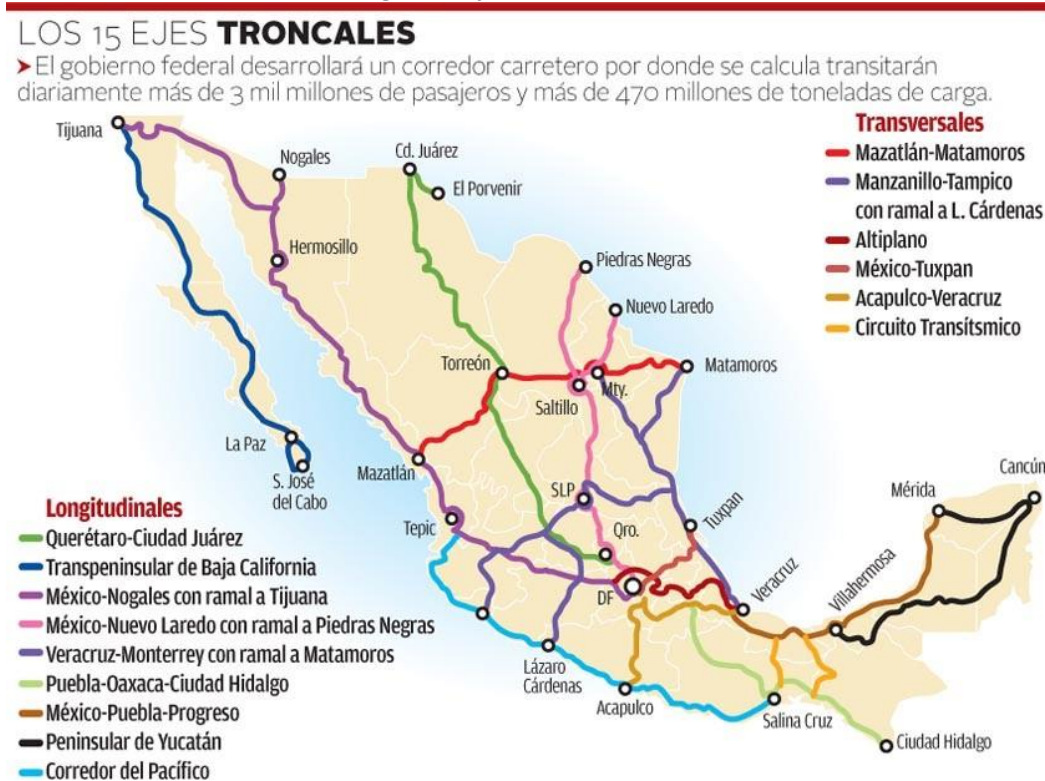 LOS 15 EJES TRONCALES
➤El gobierno federal desarrollará un corredor carretero por donde se calcula transitarán
diariamente más de 3 mil millones de pasajeros y más de 470 millones de toneladas de carga.
Transversales
Mazatlán-Matamoros
Manzanillo-Tampico
con ramal a L. Cárdenas
Altiplano
México-Tuxpan
Acapulco-Veracruz
Circuito Transítsmico
Tijuana
Nogales
Cd. Juárez
El Porvenir
Hermosillo
Piedras Negras
Nuevo Laredo
Torreón
Mty.
Matamoros
Saltillo
La Paz
S. José
del Cabo
Mazatlán
Tepic
SLP
Qro.
Tuxpan
DF
Veracruz
Villahermosa
Mérida
Cancún
Lázaro
Cárdenas
Acapulco
Salina Cruz
Ciudad Hidalgo
Longitudinales
Querétaro-Ciudad Juárez
Transpeninsular de Baja California
México-Nogales con ramal a Tijuana
México-Nuevo Laredo con ramal a Piedras Negras
Veracruz-Monterrey con ramal a Matamoros
Puebla-Oaxaca-Ciudad Hidalgo
México-Puebla-Progreso
Peninsular de Yucatán
Corredor del Pacífico